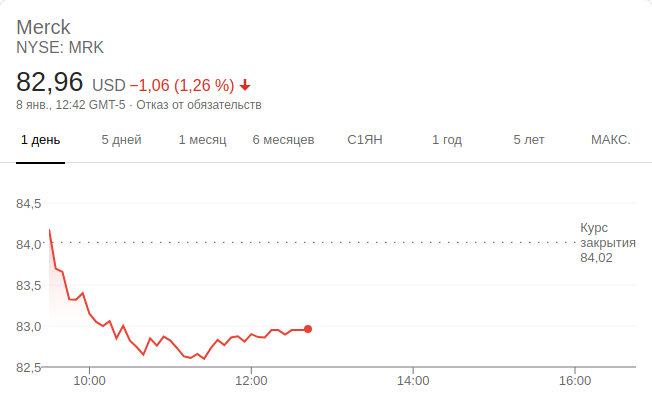 Merck
NYSE: MRK
82,96 USD −1,06 (1,26 %)
8 янв., 12:42 GMT-5 · Отказ от обязательств
1 день 5 дней 1 месяц 6 месяцев С1ЯН 1 год 5 лет МАКС.
84,5
Курс
84,0 закрытия
84,02
83,5
83,0
82,5
10:00 12:00 14:00 16:00